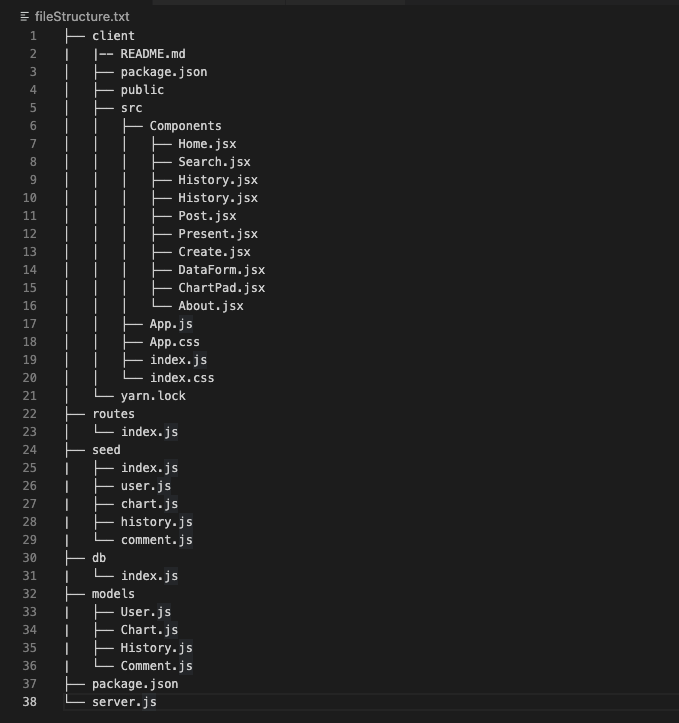 fileStructure.txt
1 ├── client
2 |   |-- README.md
3 │   ├── package.json
4 │   ├── public
5 │   ├── src
6 │   │   ├── Components
7 │   │   │   ├── Home.jsx
8 │   │   │   ├── Search.jsx
9 │   │   │   ├── History.jsx
10 │   │   │   ├── History.jsx
11 │   │   │   ├── Post.jsx
12 │   │   │   ├── Present.jsx
13 │   │   │   ├── Create.jsx
14 │   │   │   ├── DataForm.jsx
15 │   │   │   ├── ChartPad.jsx
16 │   │   │   └── About.jsx
17 │   │   ├── App.js
18 │   │   ├── App.css
19 │   │   ├── index.js
20 │   │   └── index.css
21 │   └── yarn.lock
22 ├── routes
23 │   └── index.js
24 ├── seed
25 |   ├── index.js
26 |   ├── user.js
27 |   ├── chart.js
28 |   ├── history.js
29 |   └── comment.js
30 ├── db
31 |   └── index.js
32 ├── models
33 |   ├── User.js
34 |   ├── Chart.js
35 |   ├── History.js
36 |   └── Comment.js
37 ├── package.json
38 └── server.js